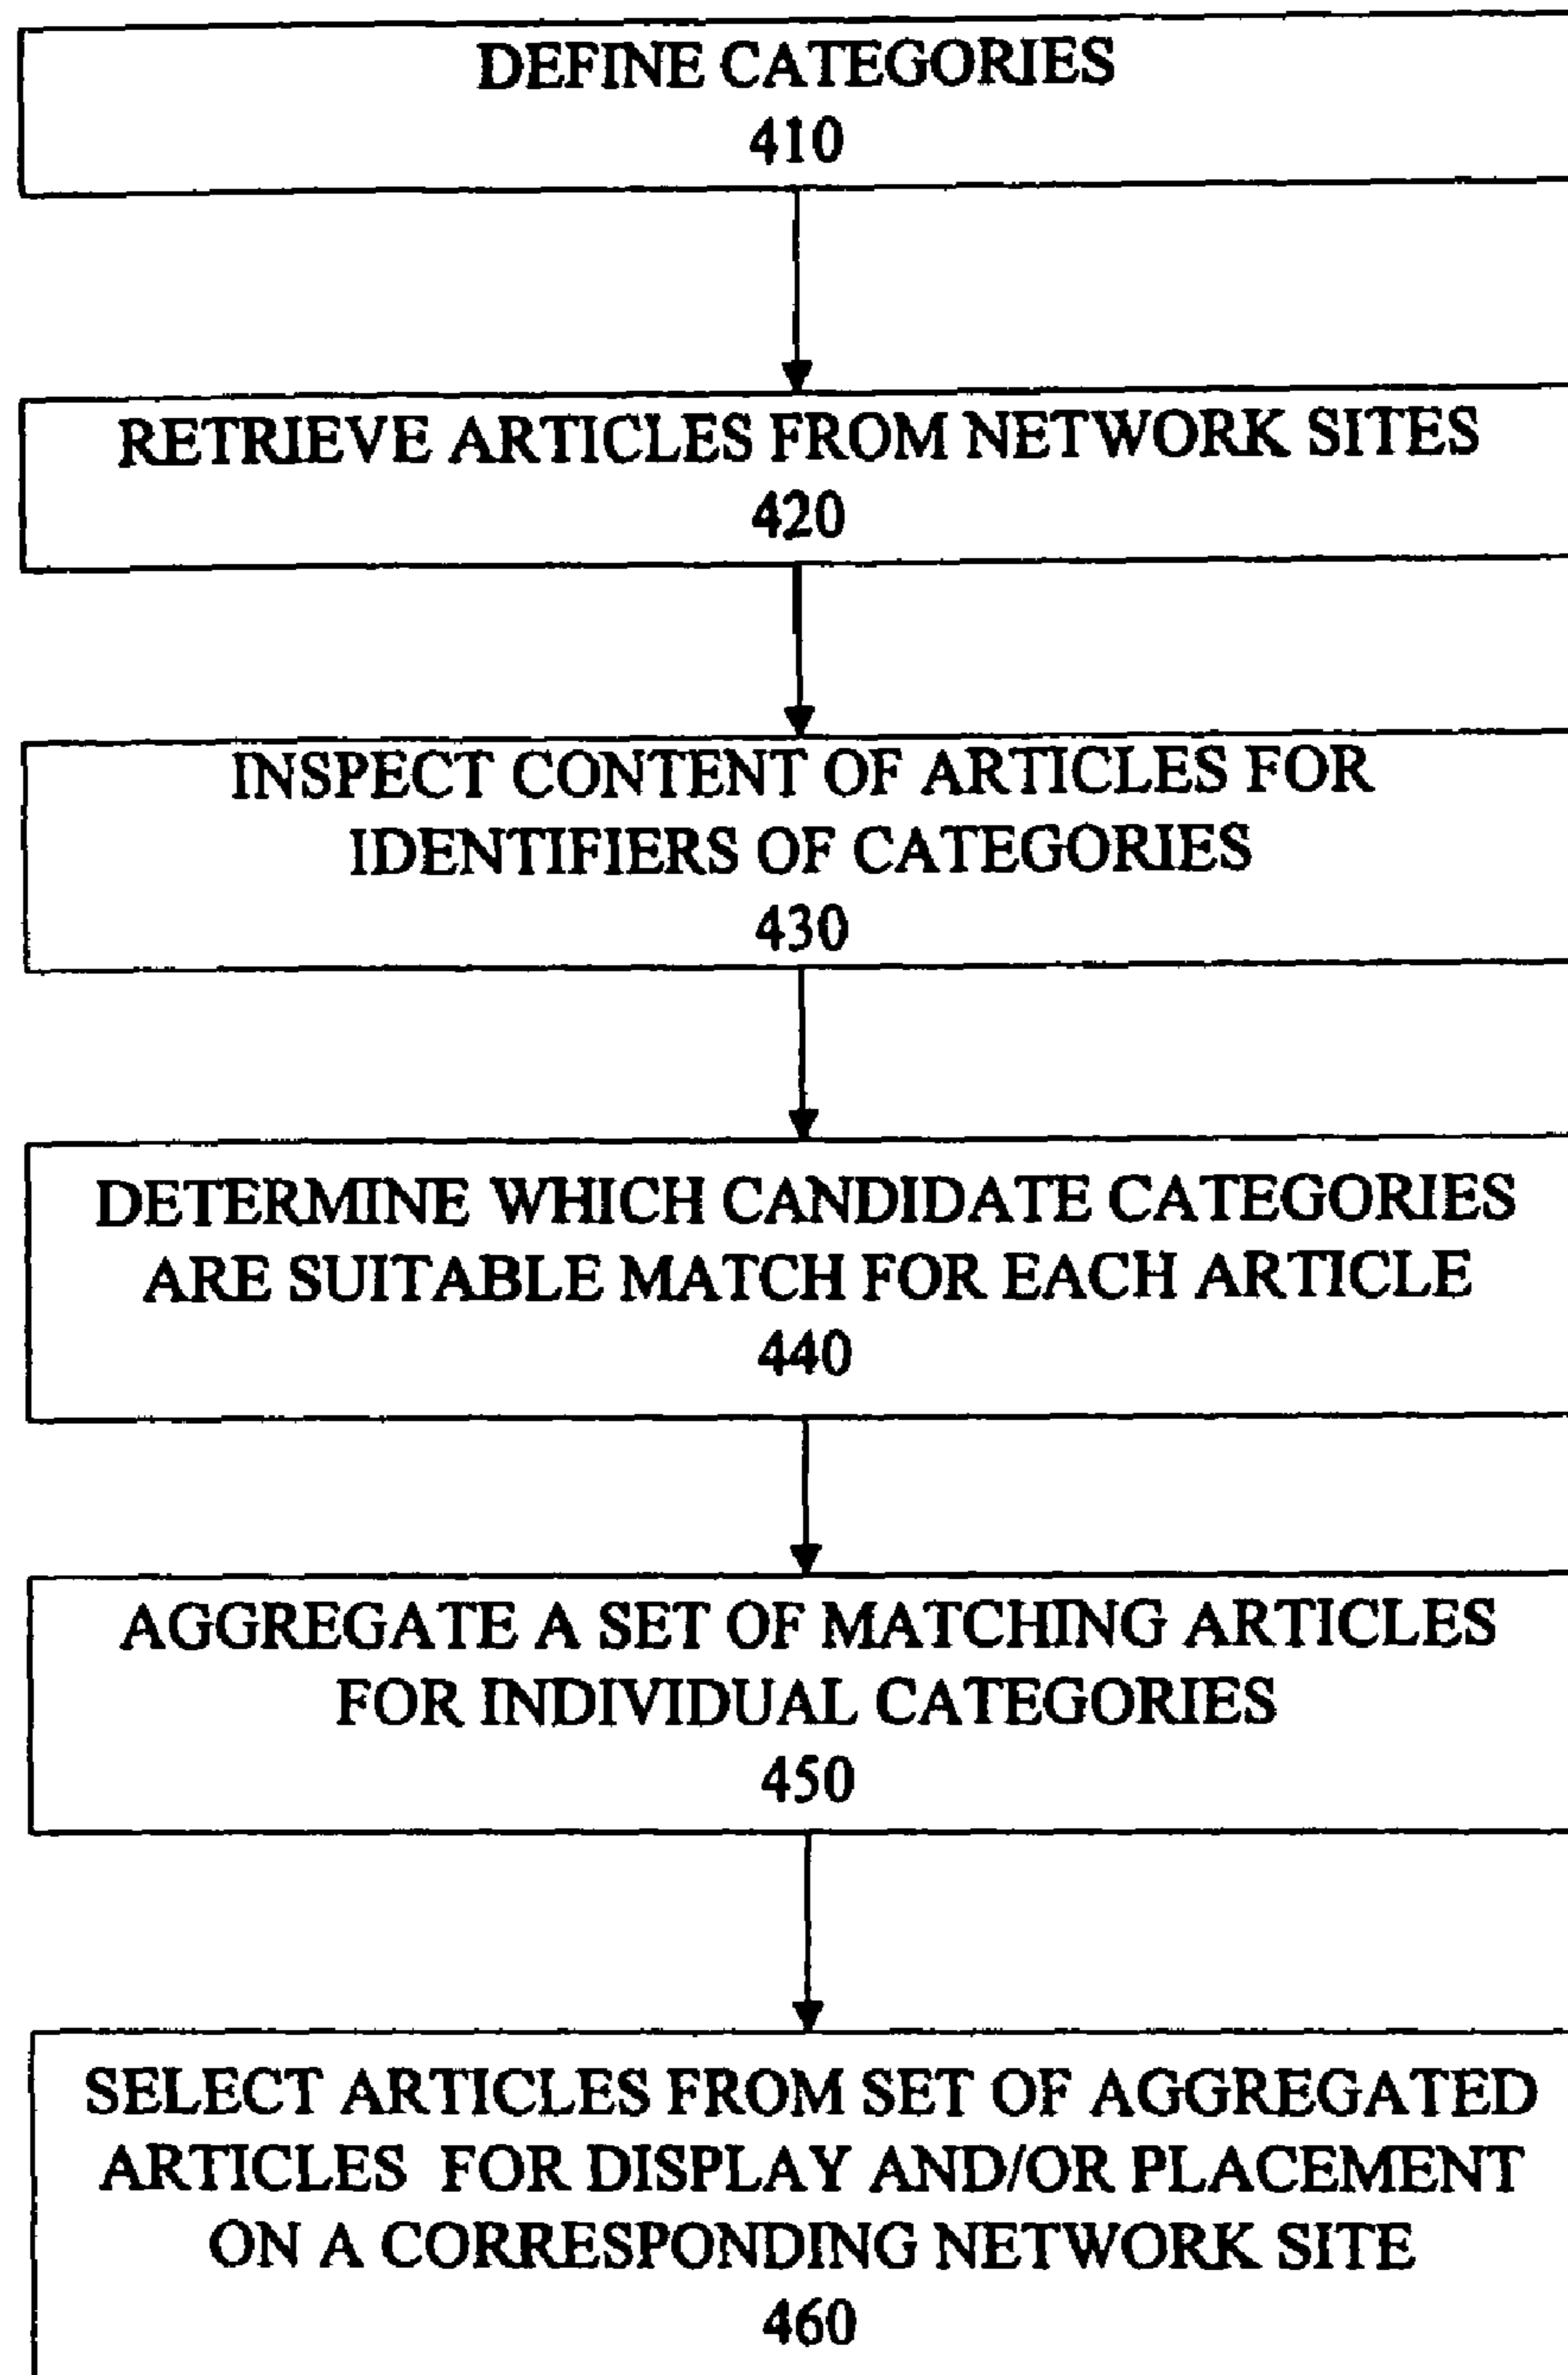 DEFINE CATEGORIES
410
RETRIEVE ARTICLES FROM NETWORK SITES
420
INSPECT CONTENT OF ARTICLES FOR
IDENTIFIERS OF CATEGORIES
430
DETERMINE WHICH CANDIDATE CATEGORIES
ARE SUITABLE MATCH FOR EACH ARTICLE
440
AGGREGATE A SET OF MATCHING ARTICLES
FOR INDIVIDUAL CATEGORIES
450
SELECT ARTICLES FROM SET OF AGGREGATED
ARTICLES FOR DISPLAY AND/OR PLACEMENT
ON A CORRESPONDING NETWORK SITE
460